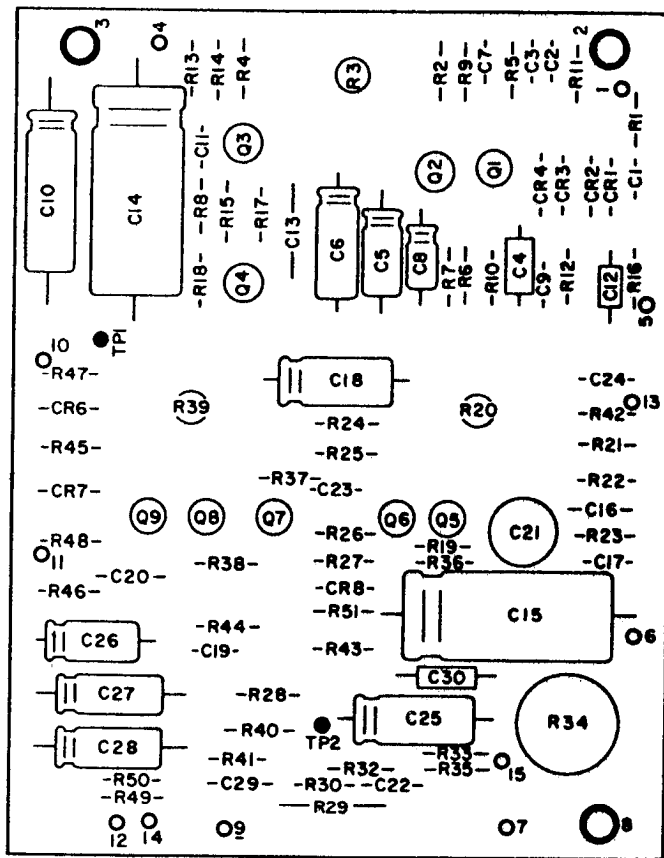 3
4
-R13-
-R14-
-R4-
R3
-R2-
-R9-
-C7-
-R5-
-C3-
-C2-
-R11-
2
1
-R1-
C10
C14
-C11-
Q3
Q2
Q1
-CR4-
-CR3-
-CR2-
-CR1-
-C1-
-R8-
-R15-
-R17-
C13
C6
C5
C8
-R7-
-R6-
-R10-
C4
-C9-
-R12-
C12
-R16-
-R18-
Q4
5
TP1
10
-R47-
C18
-C24-
-CR6-
R39
R20
-R42-
13
-R24-
-R45-
-R25-
-R21-
-R37-
-R22-
-CR7-
-C23-
-C16-
Q9
Q8
Q7
Q6
Q5
C21
-R48-
-R26-
-R23-
-R19-
11
-R38-
-R27-
-R36-
-C17-
-C20-
-R46-
-CR8-
-R51-
C15
-R44-
C26
-C19-
-R43-
6
C30
C27
-R28-
C25
R34
-R40-
TP2
C28
-R41-
-R33-
-R32-
-R35-
15
-R50-
-C29-
-R30-
-C22-
-R49-
R29
12
14
9
7
8